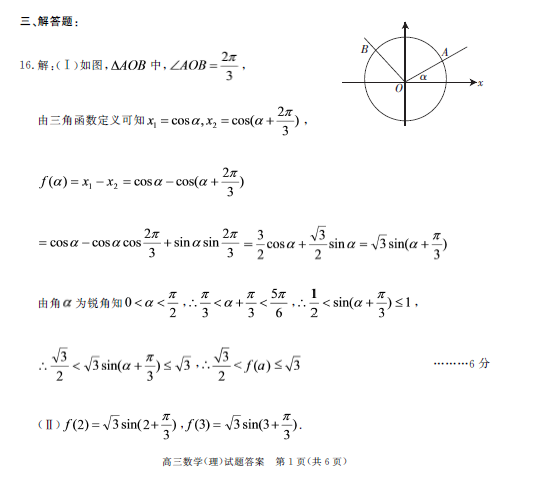 三、解答题：
16.解：(Ⅰ)如图，ΔAOB 中，∠AOB = 2π/3，
由三角函数定义可知 x₁ = cos α, x₂ = cos(α + 2π/3)，
f(α) = x₁ − x₂ = cos α − cos(α + 2π/3)
= cos α − cos α cos 2π/3 + sin α sin 2π/3 = 3/2 cos α + √3/2 sin α = √3 sin(α + π/3)
由角 α 为锐角知 0 < α < π/2，∴ π/3 < α + π/3 < 5π/6，∴ 1/2 < sin(α + π/3) ≤ 1，
∴ √3/2 < √3 sin(α + π/3) ≤ √3，∴ √3/2 < f(a) ≤ √3 ………6 分
(Ⅱ) f(2) = √3 sin(2 + π/3)，f(3) = √3 sin(3 + π/3).
高三数学(理)试题答案 第 1 页(共 6 页)
B
A
α
O
x